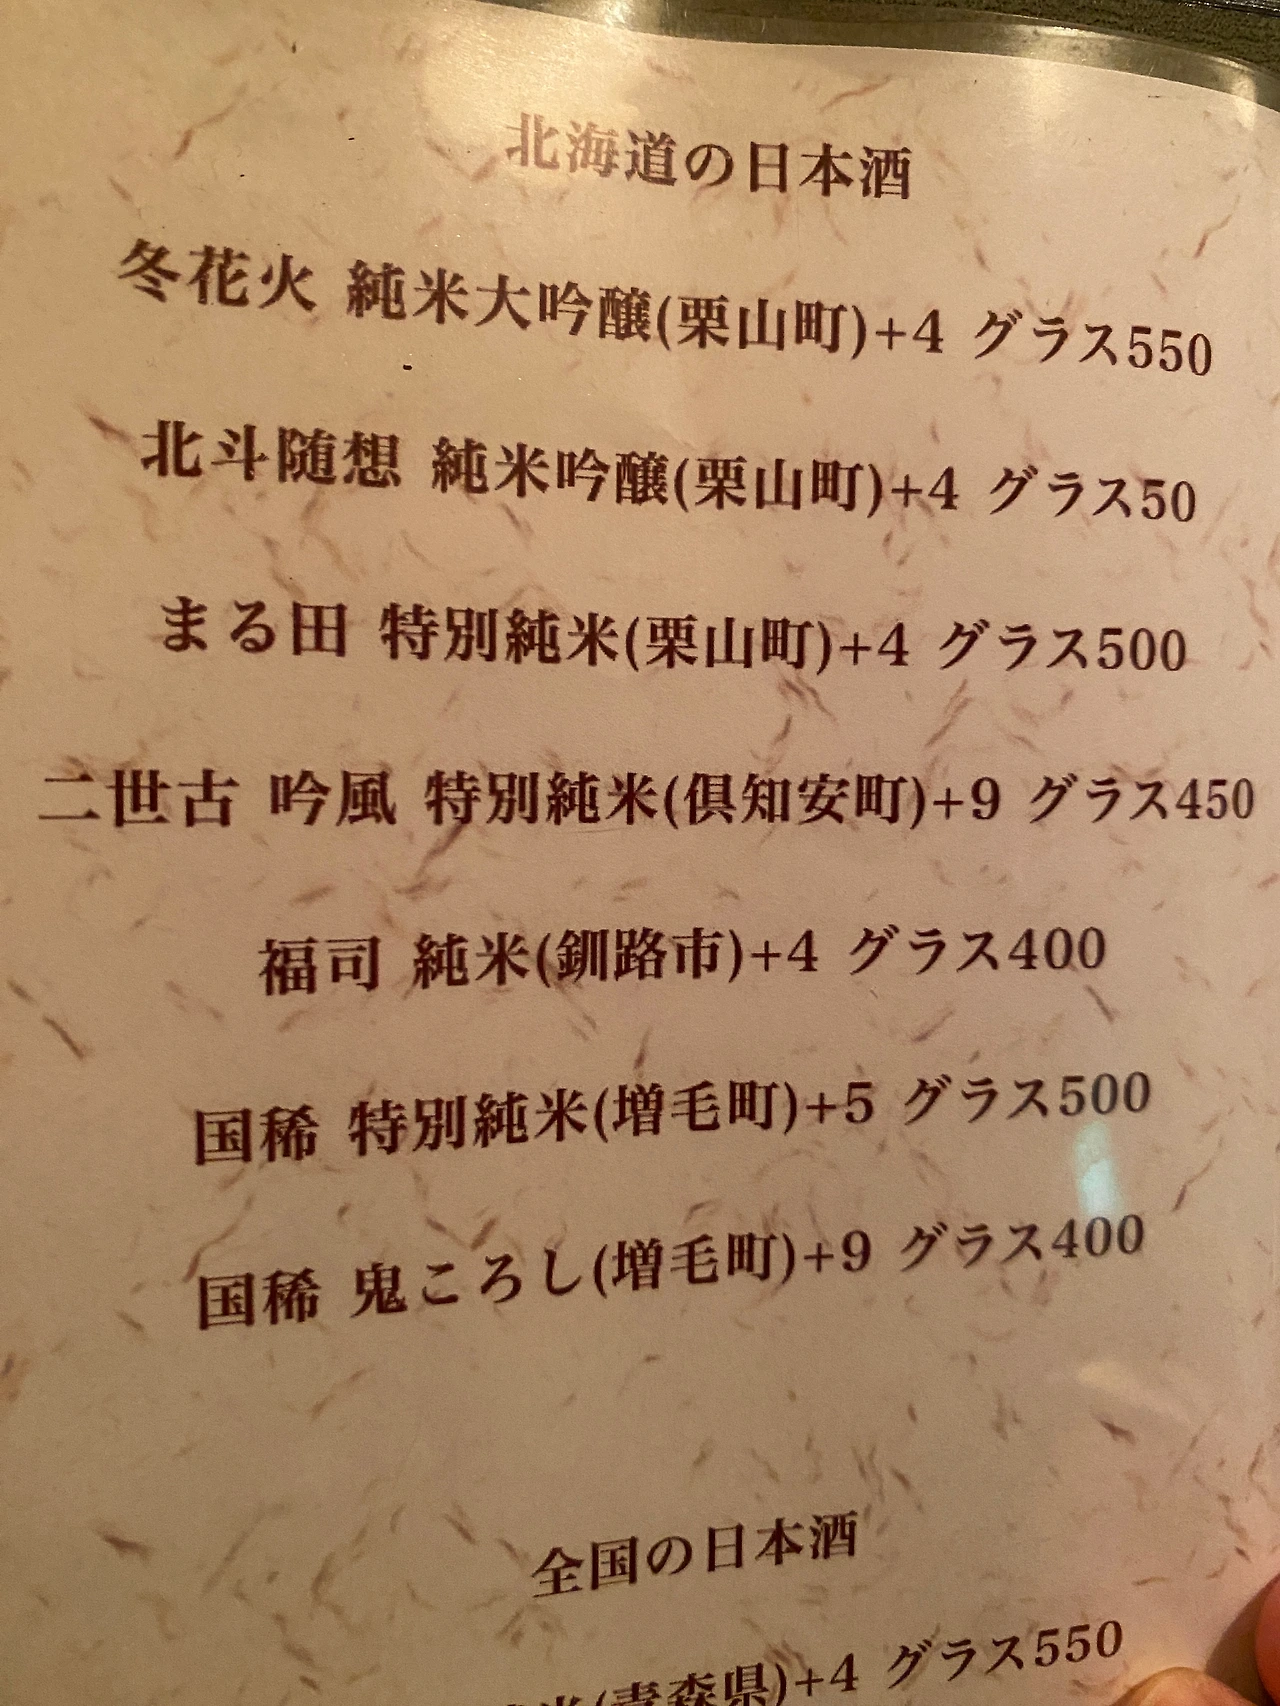 北海道の日本酒
冬花火 純米大吟醸(栗山町)+4 グラス550
北斗随想 純米吟醸(栗山町)+4 グラス50
まる田 特別純米(栗山町)+4 グラス500
二世古 吟風 特別純米(倶知安町)+9 グラス450
福司 純米(釧路市)+4 グラス400
国稀 特別純米(増毛町)+5 グラス500
国稀 鬼ころし(増毛町)+9 グラス400
全国の日本酒
米(青森県)+4 グラス550